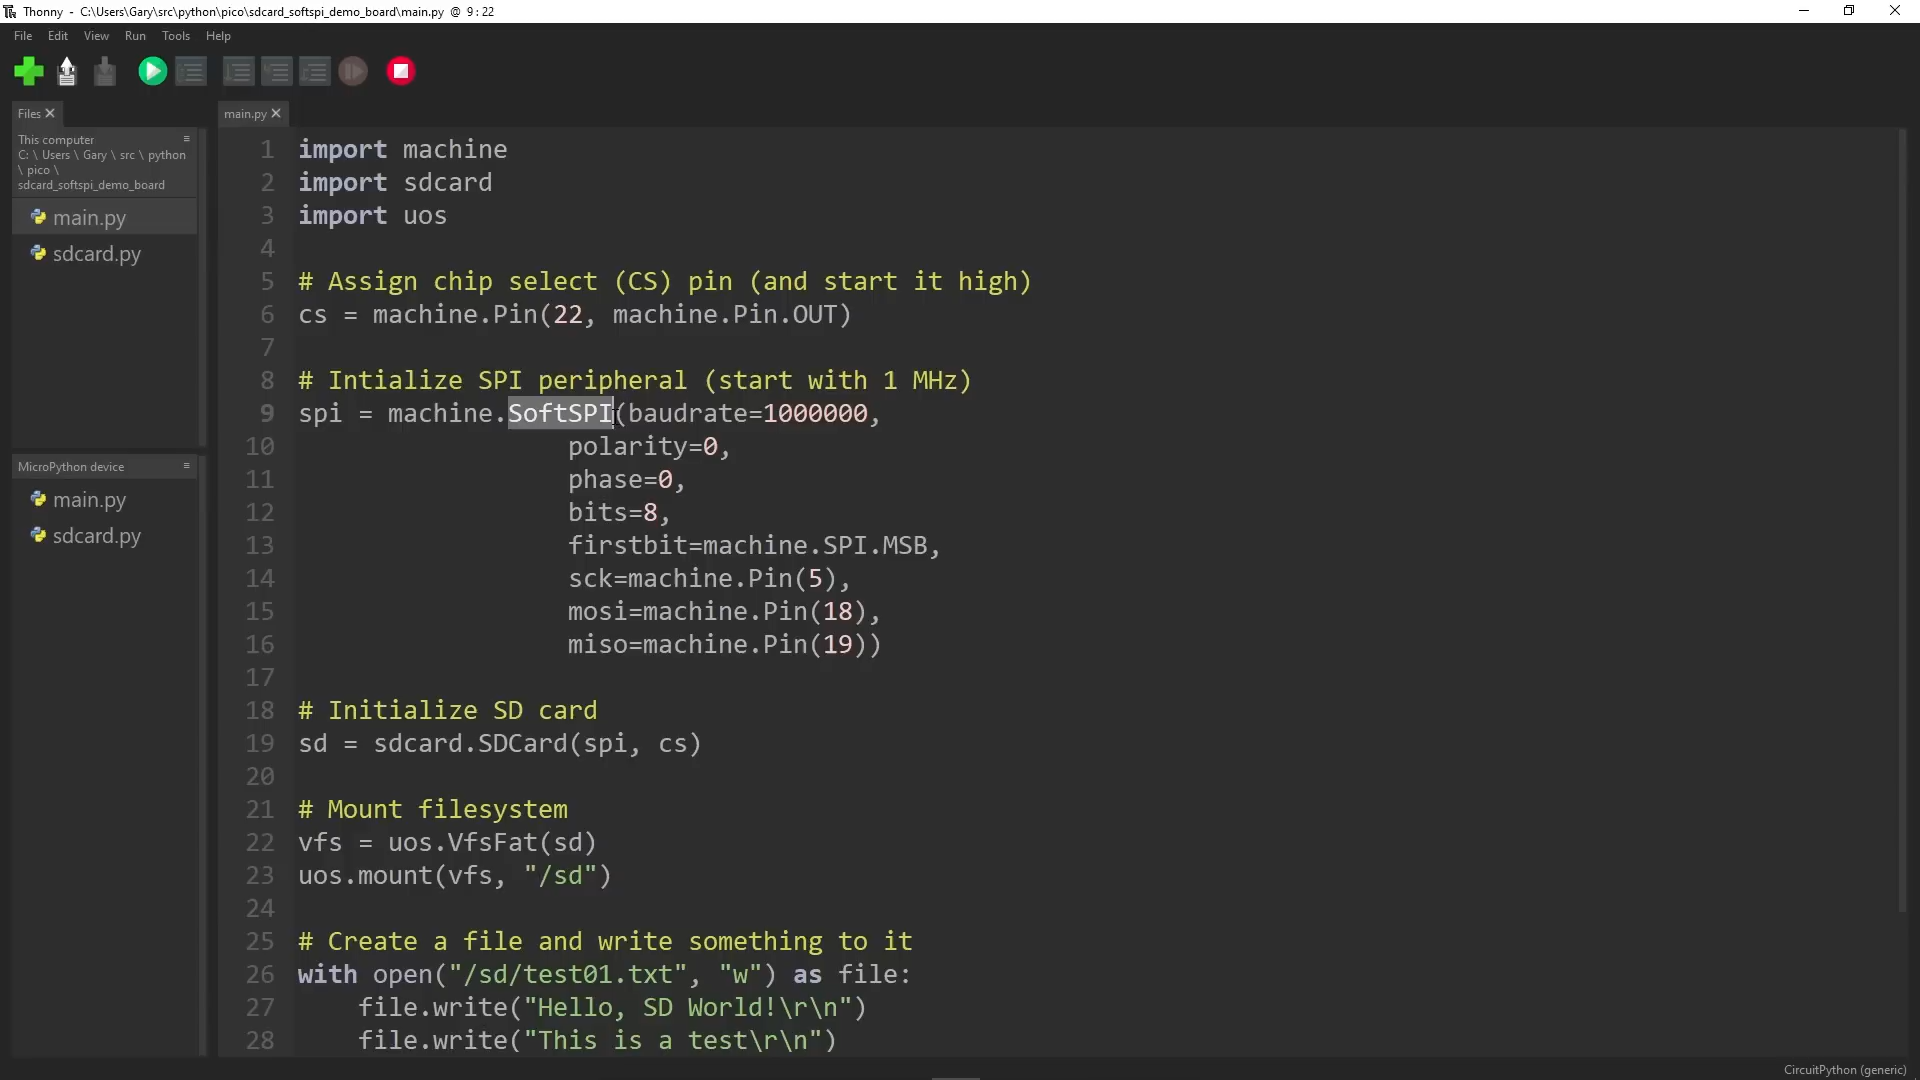 Thonny - C:\Users\Gary\src\python\pico\sdcard_softspi_demo_board\main.py @ 9 : 22
File Edit View Run Tools Help
Files
This computer
C: \ Users \ Gary \ src \ python
\ pico \
sdcard_softspi_demo_board
main.py
sdcard.py
MicroPython device
main.py
sdcard.py
main.py
1 import machine
2 import sdcard
3 import uos
4
5 # Assign chip select (CS) pin (and start it high)
6 cs = machine.Pin(22, machine.Pin.OUT)
7
8 # Intialize SPI peripheral (start with 1 MHz)
9 spi = machine.SoftSPI(baudrate=1000000,
10 polarity=0,
11 phase=0,
12 bits=8,
13 firstbit=machine.SPI.MSB,
14 sck=machine.Pin(5),
15 mosi=machine.Pin(18),
16 miso=machine.Pin(19))
17
18 # Initialize SD card
19 sd = sdcard.SDCard(spi, cs)
20
21 # Mount filesystem
22 vfs = uos.VfsFat(sd)
23 uos.mount(vfs, "/sd")
24
25 # Create a file and write something to it
26 with open("/sd/test01.txt", "w") as file:
27 file.write("Hello, SD World!\r\n")
28 file.write("This is a test\r\n")
CircuitPython (generic)